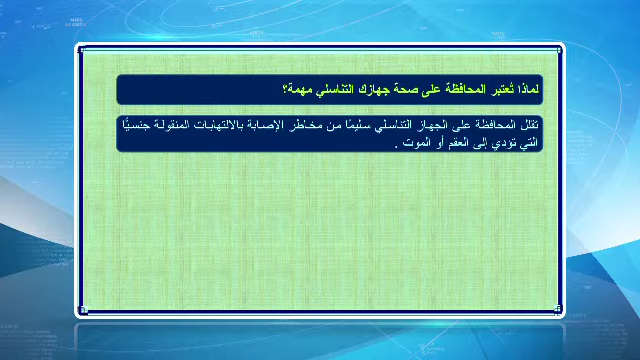 لماذا تُعتبر المحافظة على صحة جهازك التناسلي مهمة؟
تقلل المحافظة على الجهاز التناسلي سليمًا من مخاطر الإصابة بالالتهابات المنقولة جنسيًّا
التي تؤدي إلى العقم أو الموت .